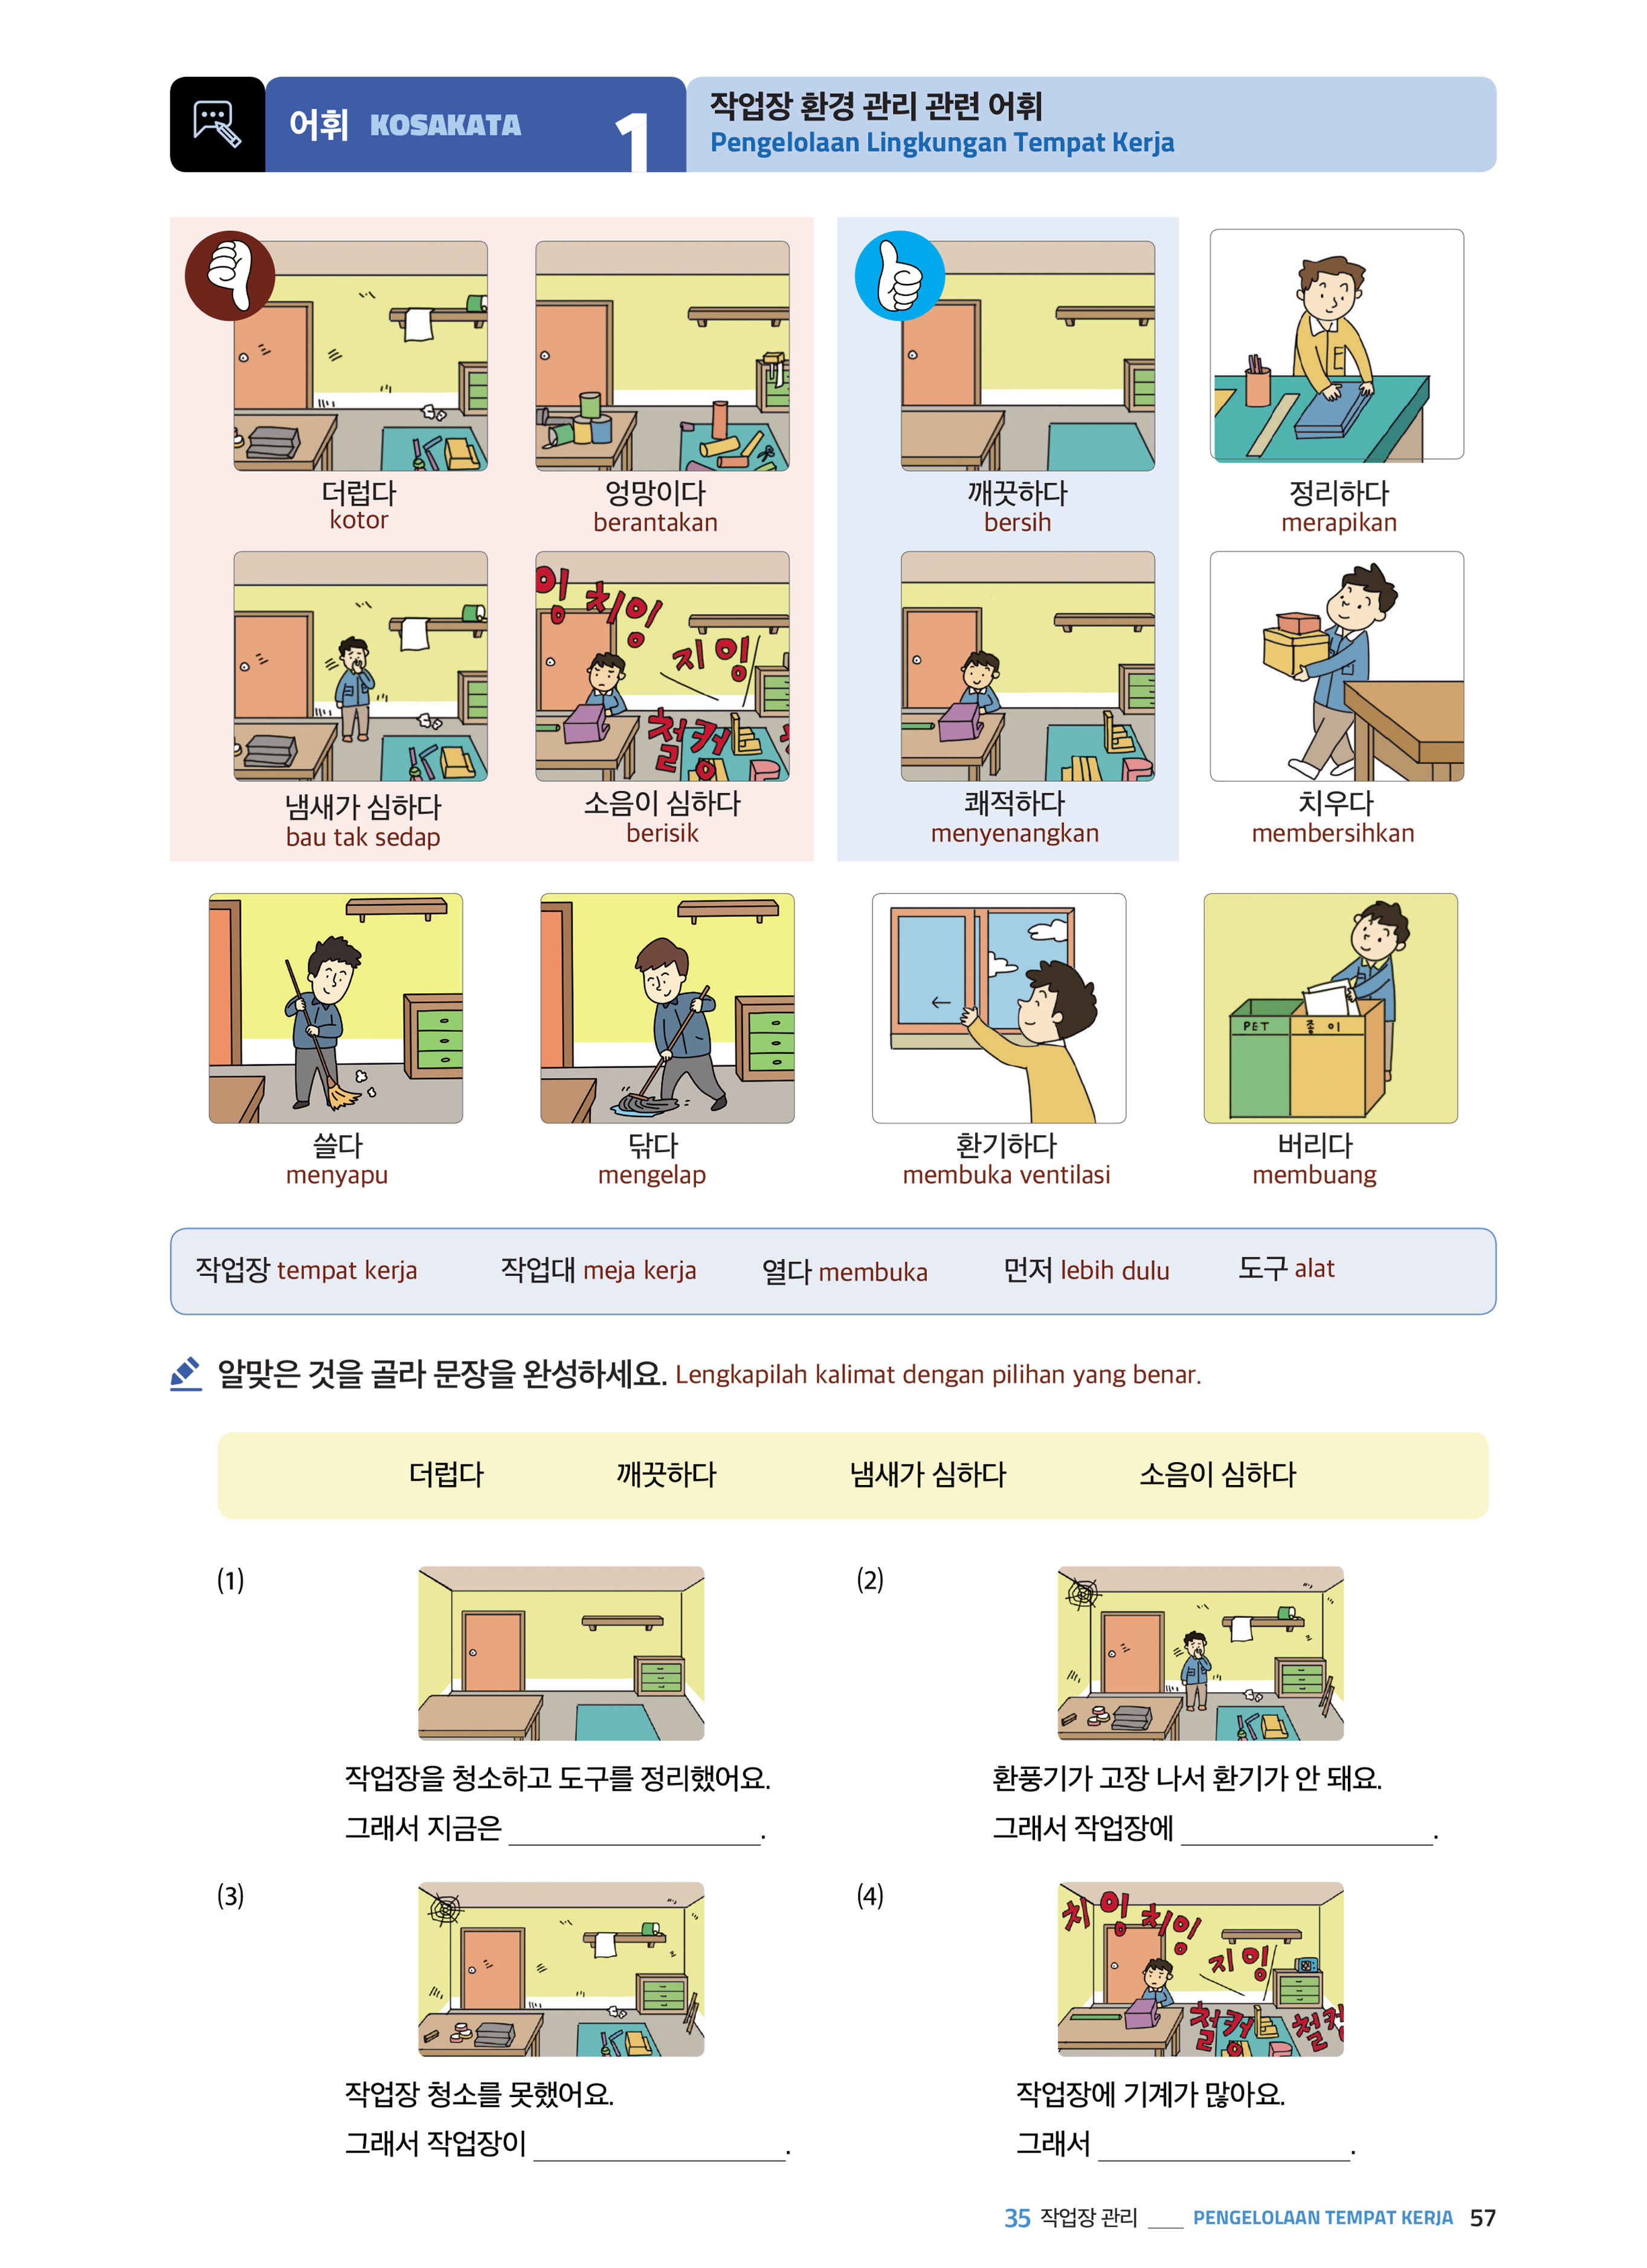 어휘 KOSAKATA 1
작업장 환경 관리 관련 어휘
Pengelolaan Lingkungan Tempat Kerja
더럽다
kotor
엉망이다
berantakan
깨끗하다
bersih
정리하다
merapikan
잉 치잉
지잉
철컹
냄새가 심하다
bau tak sedap
소음이 심하다
berisik
쾌적하다
menyenangkan
치우다
membersihkan
PET
종이
쓸다
menyapu
닦다
mengelap
환기하다
membuka ventilasi
버리다
membuang
작업장 tempat kerja 작업대 meja kerja 열다 membuka 먼저 lebih dulu 도구 alat
알맞은 것을 골라 문장을 완성하세요. Lengkapilah kalimat dengan pilihan yang benar.
더럽다 깨끗하다 냄새가 심하다 소음이 심하다
(1)
작업장을 청소하고 도구를 정리했어요.
그래서 지금은 ____________.
(2)
환풍기가 고장 나서 환기가 안 돼요.
그래서 작업장에 ____________.
(3)
작업장 청소를 못했어요.
그래서 작업장이 ____________.
(4)
치잉 치잉
지잉
철컹 철컹
작업장에 기계가 많아요.
그래서 ____________.
35 작업장 관리 ___ PENGELOLAAN TEMPAT KERJA 57